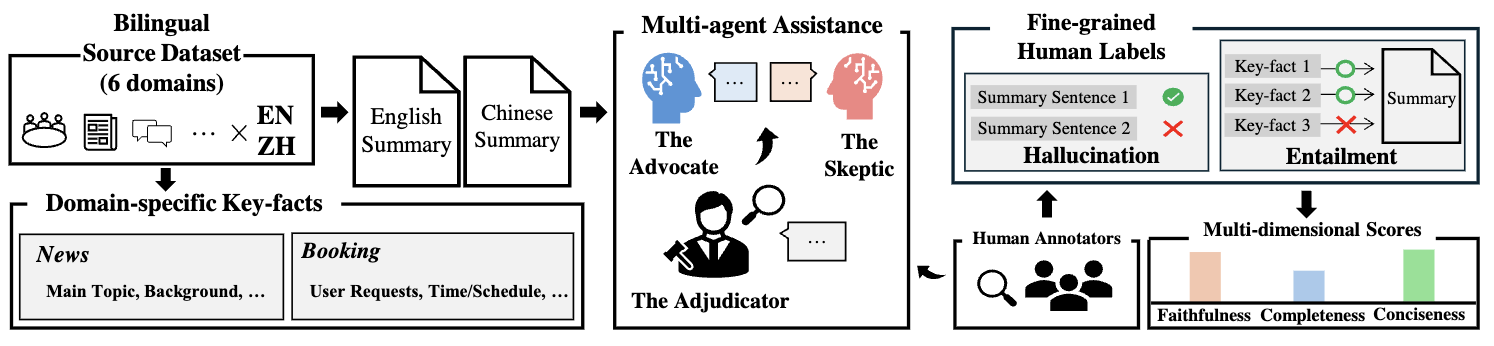 Bilingual
Source Dataset
(6 domains)
... × EN
ZH
English
Summary
Chinese
Summary
Domain-specific Key-facts
News
Main Topic, Background, ...
Booking
User Requests, Time/Schedule, ...
Multi-agent Assistance
...
...
The
Advocate
The
Skeptic
...
The Adjudicator
Fine-grained
Human Labels
Summary Sentence 1
Summary Sentence 2
Hallucination
Key-fact 1
Key-fact 2
Key-fact 3
Summary
Entailment
Human Annotators
Multi-dimensional Scores
Faithfulness Completeness Conciseness